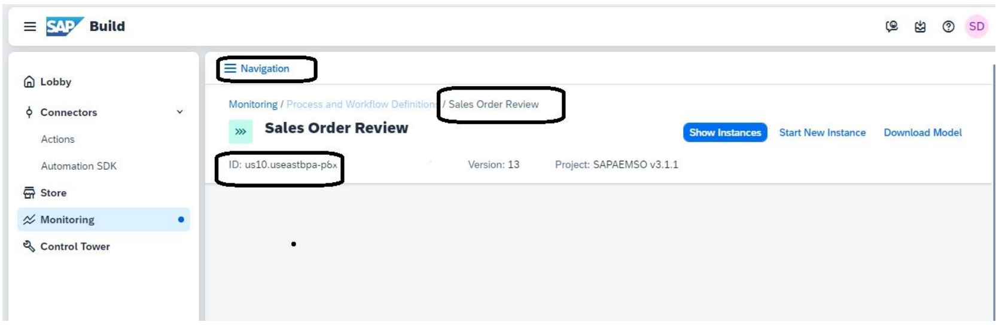 SAP Build
SD
Lobby
Connectors
Actions
Automation SDK
Store
Monitoring
Control Tower
Navigation
Monitoring / Process and Workflow Definitions / Sales Order Review
Sales Order Review
Show Instances Start New Instance Download Model
ID: us10.useastbpa-p8x Version: 13 Project: SAPAEMSO v3.1.1